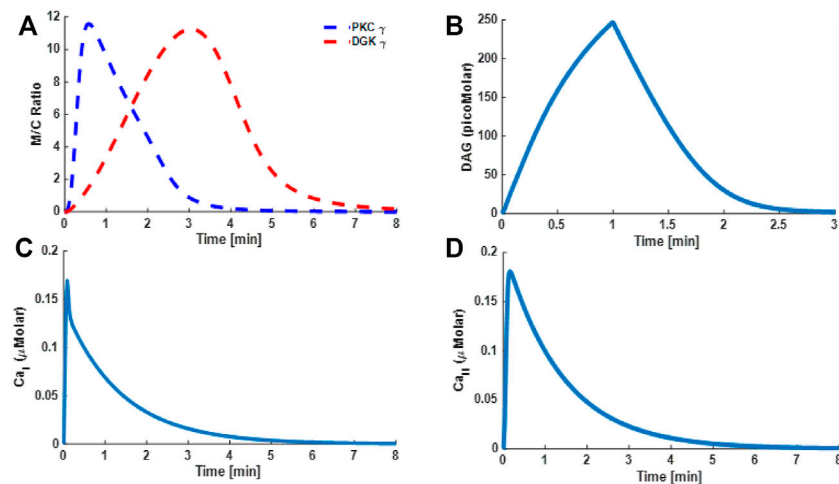 A
12
10
8
6
4
2
0
M/C Ratio
PKC γ
DGK γ
0 1 2 3 4 5 6 7 8
Time [min]
B
250
200
150
100
50
0
DAG (picoMolar)
0 0.5 1 1.5 2 2.5 3
Time [min]
C
0.2
0.15
0.1
0.05
0
Ca_I (μMolar)
0 1 2 3 4 5 6 7 8
Time [min]
D
0.2
0.15
0.1
0.05
0
Ca_II (μ Molar)
0 1 2 3 4 5 6 7 8
Time [min]